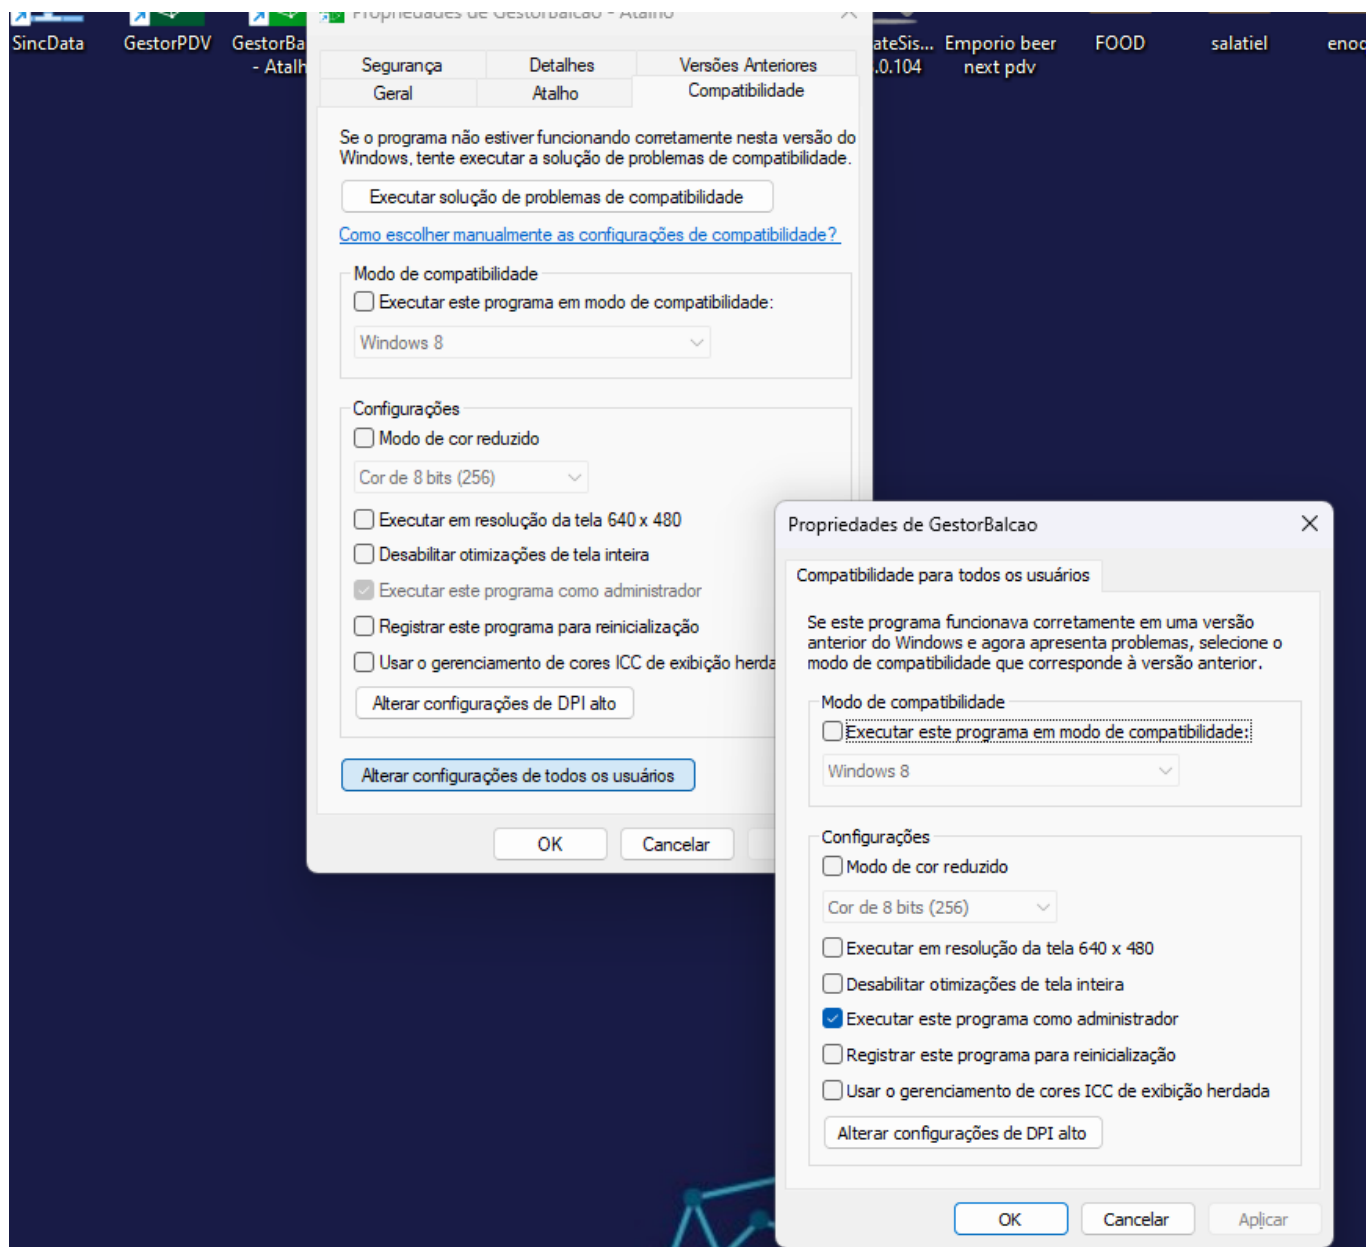 SincData
GestorPDV
GestorBa
- Atalh
Propriedades de GestorBalcao - Atalho
ateSis...
.0.104
Emporio beer
next pdv
FOOD
salatiel
enoc
Segurança
Detalhes
Versões Anteriores
Geral
Atalho
Compatibilidade
Se o programa não estiver funcionando corretamente nesta versão do
Windows, tente executar a solução de problemas de compatibilidade.
Executar solução de problemas de compatibilidade
Como escolher manualmente as configurações de compatibilidade?
Modo de compatibilidade
Executar este programa em modo de compatibilidade:
Windows 8
Configurações
Modo de cor reduzido
Cor de 8 bits (256)
Executar em resolução da tela 640 x 480
Desabilitar otimizações de tela inteira
Executar este programa como administrador
Registrar este programa para reinicialização
Usar o gerenciamento de cores ICC de exibição herda
Alterar configurações de DPI alto
Alterar configurações de todos os usuários
OK
Cancelar
Propriedades de GestorBalcao
Compatibilidade para todos os usuários
Se este programa funcionava corretamente em uma versão
anterior do Windows e agora apresenta problemas, selecione o
modo de compatibilidade que corresponde à versão anterior.
Modo de compatibilidade
Executar este programa em modo de compatibilidade:
Windows 8
Configurações
Modo de cor reduzido
Cor de 8 bits (256)
Executar em resolução da tela 640 x 480
Desabilitar otimizações de tela inteira
Executar este programa como administrador
Registrar este programa para reinicialização
Usar o gerenciamento de cores ICC de exibição herdada
Alterar configurações de DPI alto
OK
Cancelar
Aplicar